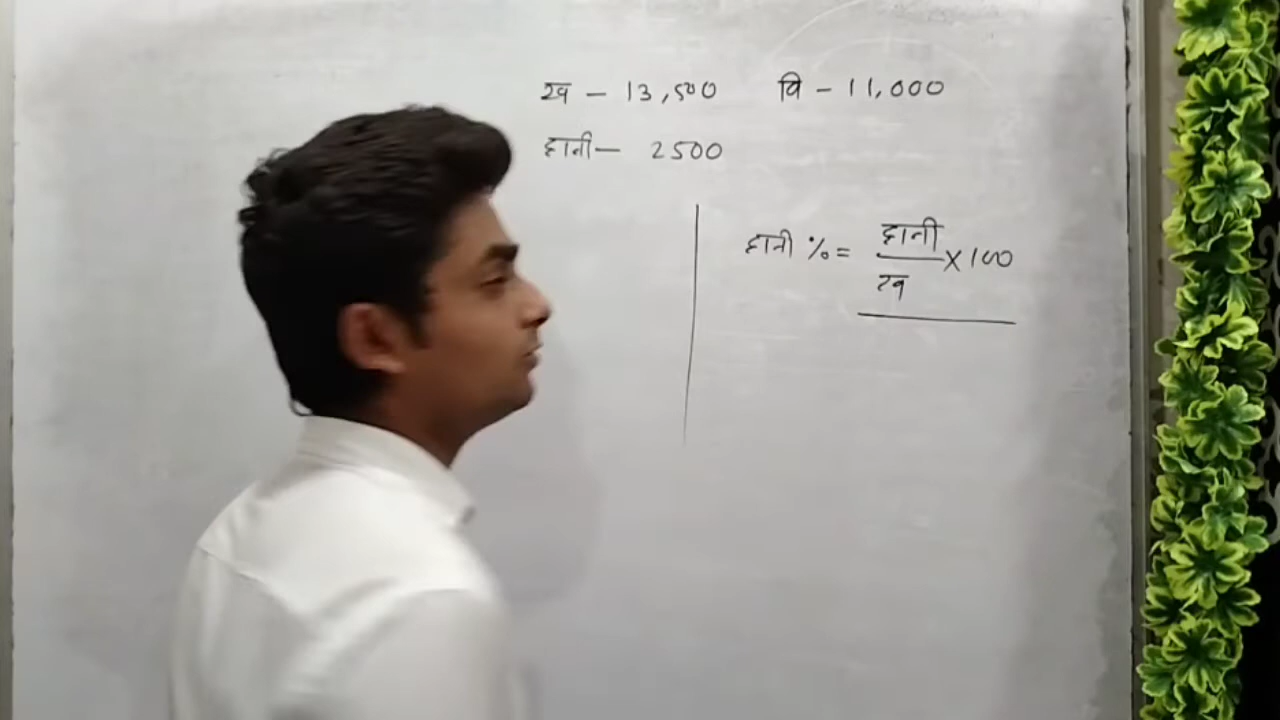 ख - 13,500 वि - 11,000
हानी - 2500
हानी % = हानी / ख × 100